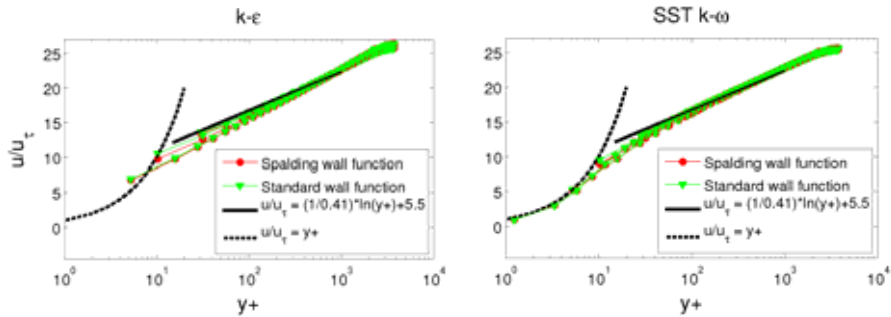 k-ε
SST k-ω
u/uτ
25
20
15
10
5
0
Spalding wall function
Standard wall function
u/uτ = (1/0.41)*ln(y+)+5.5
u/uτ = y+
10⁰ 10¹ 10² 10³ 10⁴
y+
25
20
15
10
5
0
Spalding wall function
Standard wall function
u/uτ = (1/0.41)*ln(y+)+5.5
u/uτ = y+
10⁰ 10¹ 10² 10³ 10⁴
y+